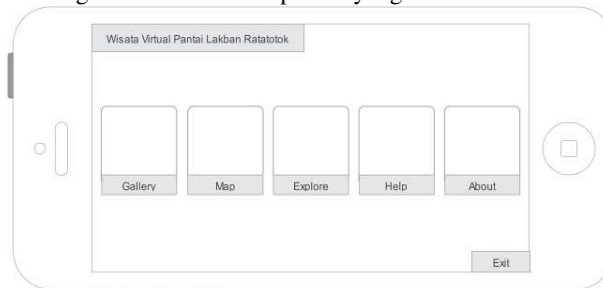 Wisata Virtual Pantai Lakban Ratatotok
Gallery
Map
Explore
Help
About
Exit